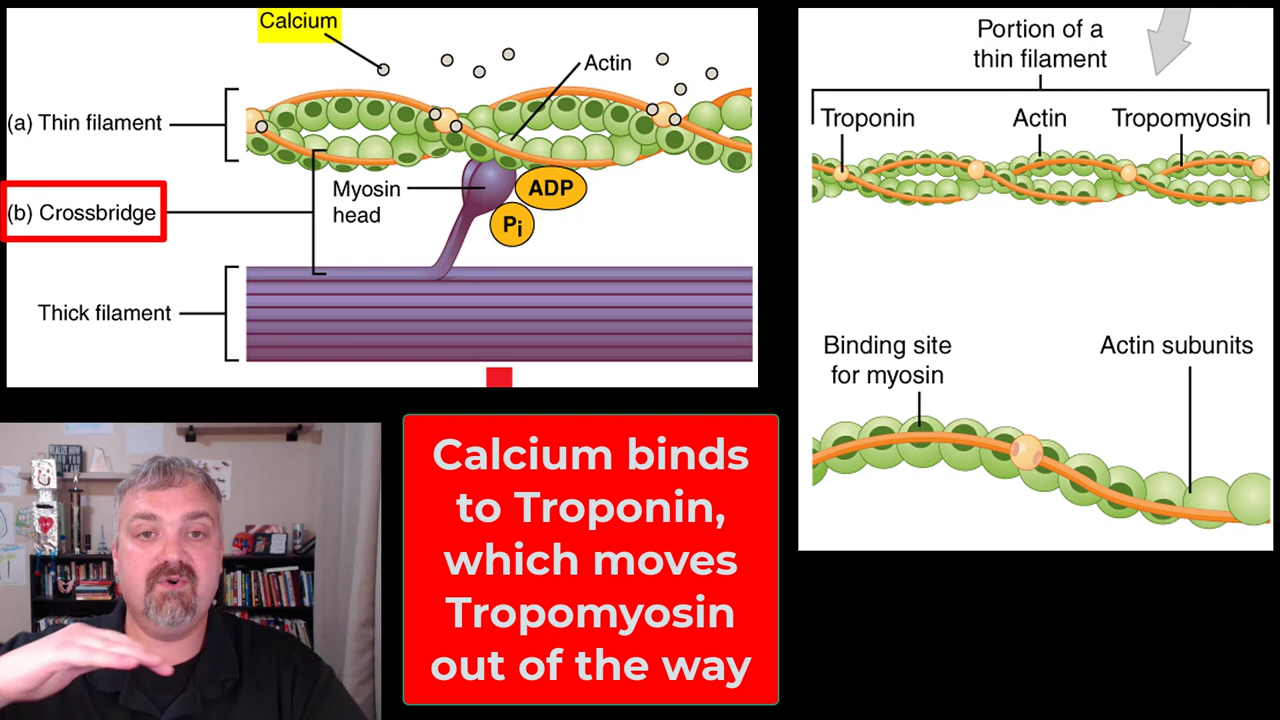 Calcium
Actin
(a) Thin filament
Myosin
head
ADP
Pi
(b) Crossbridge
Thick filament
Portion of a
thin filament
Troponin
Actin
Tropomyosin
Binding site
for myosin
Actin subunits
Calcium binds
to Troponin,
which moves
Tropomyosin
out of the way